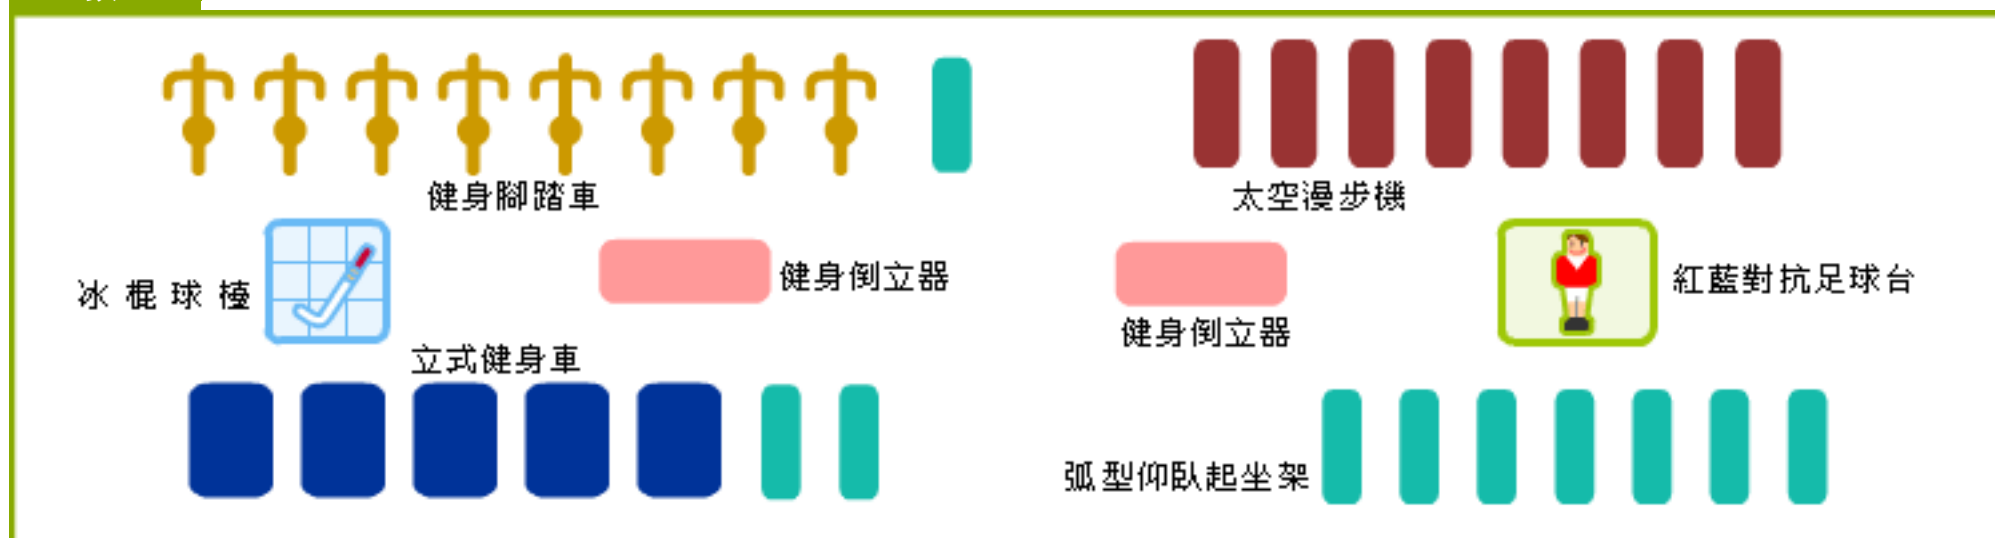 健身腳踏車
太空漫步機
冰棍球檯
健身倒立器
健身倒立器
紅藍對抗足球台
立式健身車
弧型仰臥起坐架